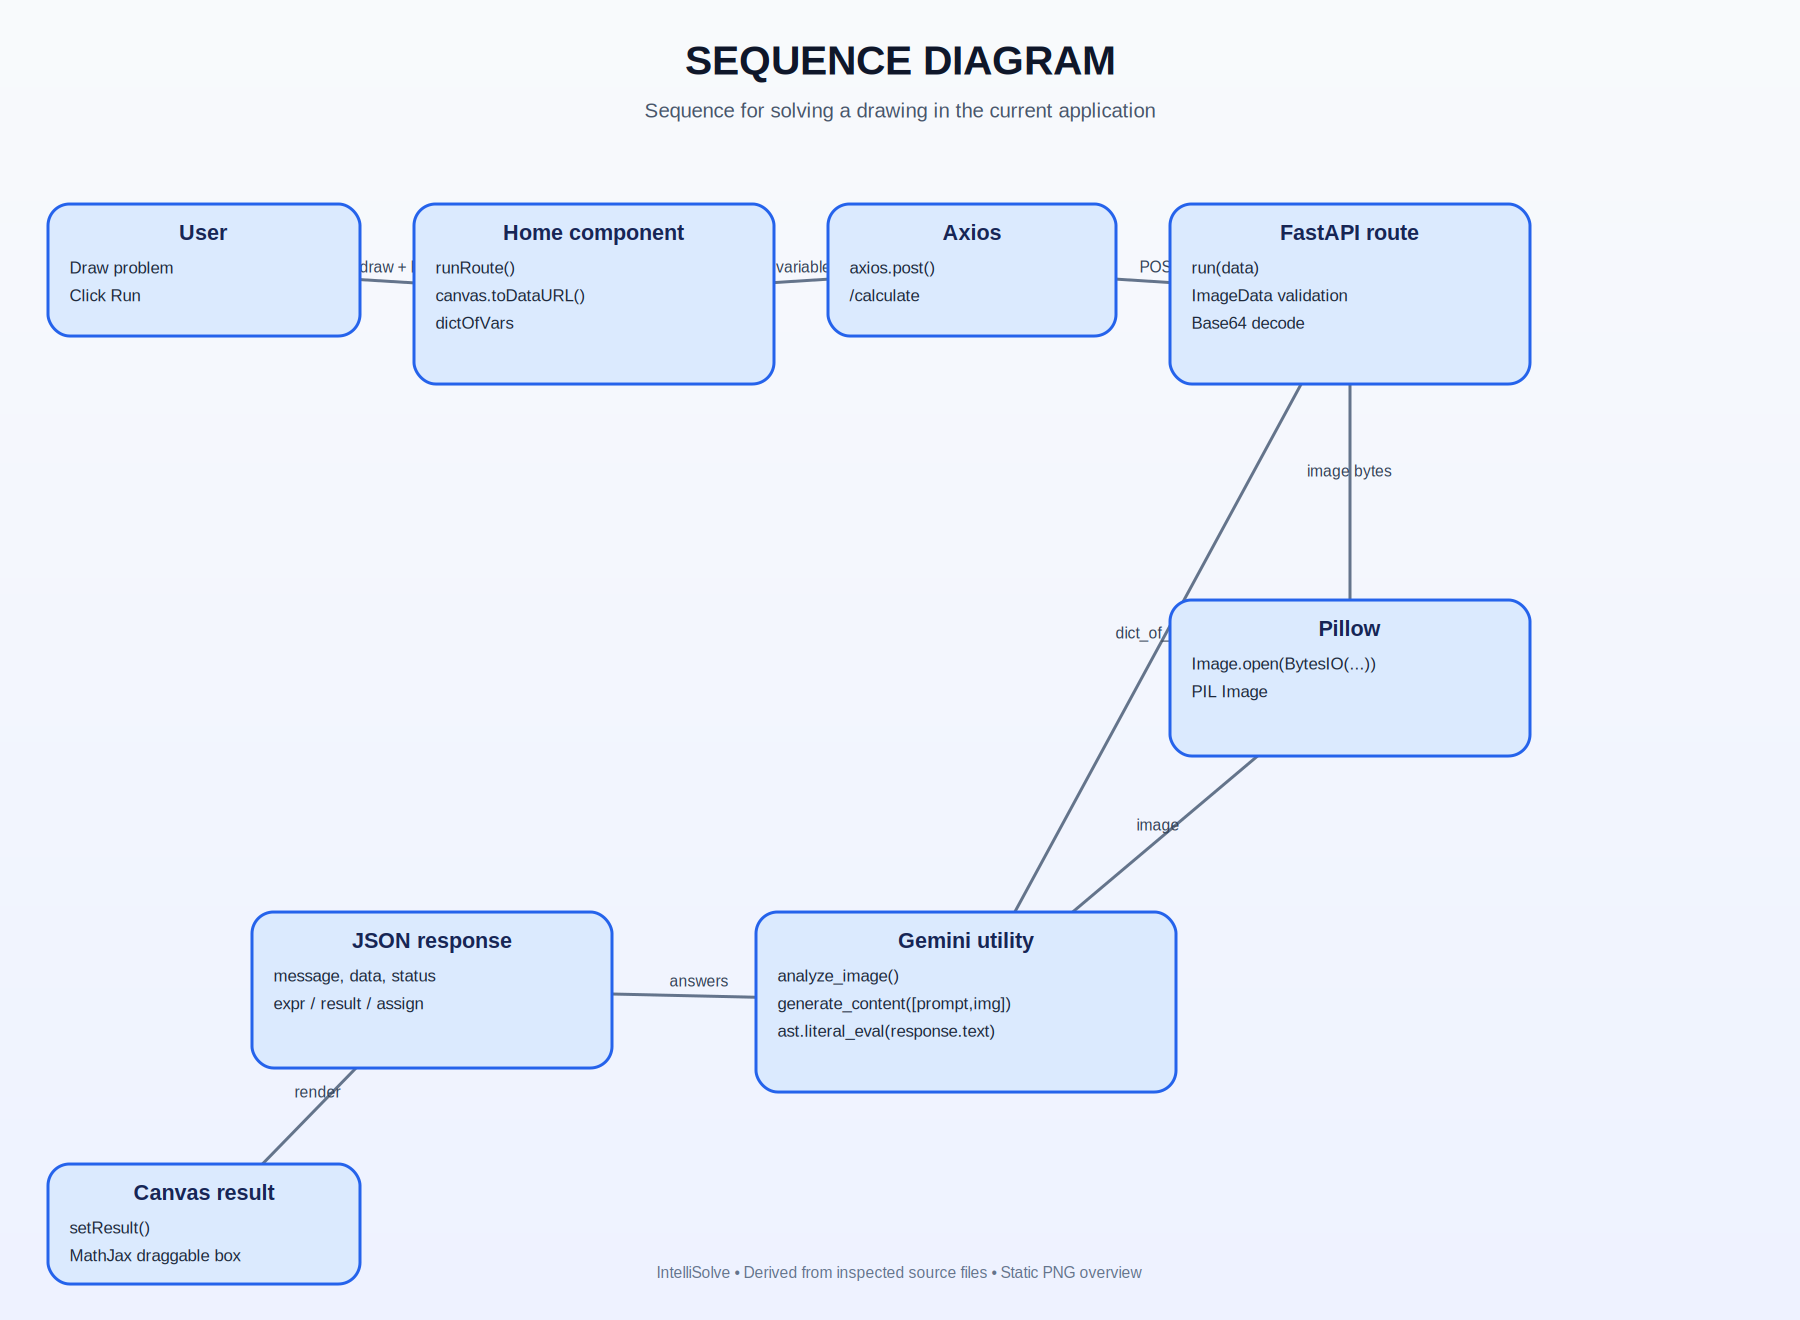 SEQUENCE DIAGRAM
Sequence for solving a drawing in the current application
User
Draw problem
Click Run
draw +
Home component
runRoute()
canvas.toDataURL()
dictOfVars
variable
Axios
axios.post()
/calculate
POS
FastAPI route
run(data)
ImageData validation
Base64 decode
image bytes
dict_of_
Pillow
Image.open(BytesIO(...))
PIL Image
image
JSON response
message, data, status
expr / result / assign
answers
Gemini utility
analyze_image()
generate_content([prompt,img])
ast.literal_eval(response.text)
render
Canvas result
setResult()
MathJax draggable box
IntelliSolve • Derived from inspected source files • Static PNG overview